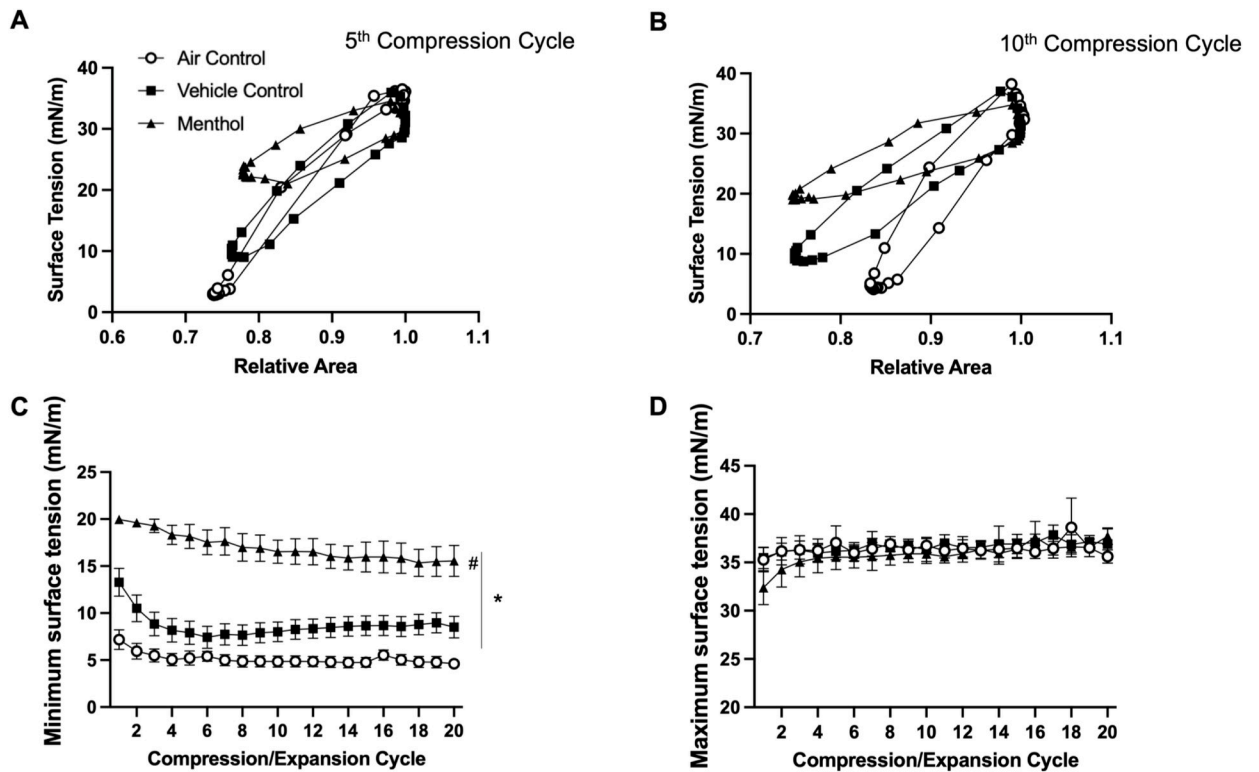 A
5th Compression Cycle
Air Control
Vehicle Control
Menthol
Surface Tension (mN/m)
40
30
20
10
0
0.6 0.7 0.8 0.9 1.0 1.1
Relative Area
B
10th Compression Cycle
Surface Tension (mN/m)
40
30
20
10
0
0.7 0.8 0.9 1.0 1.1
Relative Area
C
Minimum surface tension (mN/m)
25
20
15
10
5
0
#
*
2 4 6 8 10 12 14 16 18 20
Compression/Expansion Cycle
D
Maximum surface tension (mN/m)
45
40
35
30
25
20
2 4 6 8 10 12 14 16 18 20
Compression/Expansion Cycle